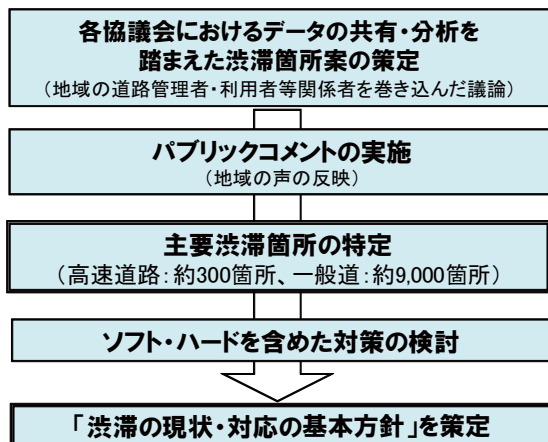 各協議会におけるデータの共有・分析を
踏まえた渋滞箇所案の策定
（地域の道路管理者・利用者等関係者を巻き込んだ議論）
パブリックコメントの実施
（地域の声の反映）
主要渋滞箇所の特定
（高速道路：約300箇所、一般道：約9,000箇所）
ソフト・ハードを含めた対策の検討
「渋滞の現状・対応の基本方針」を策定